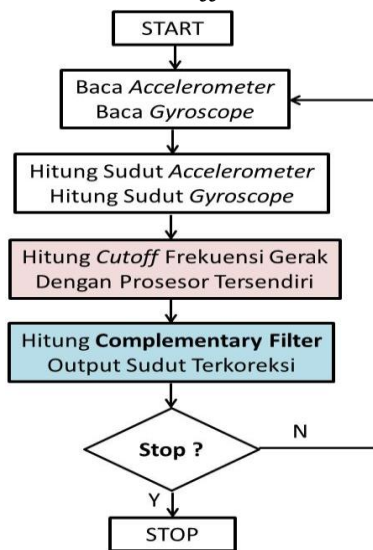 START
Baca Accelerometer
Baca Gyroscope
Hitung Sudut Accelerometer
Hitung Sudut Gyroscope
Hitung Cutoff Frekuensi Gerak
Dengan Prosesor Tersendiri
Hitung Complementary Filter
Output Sudut Terkoreksi
Stop ?
N
Y
STOP